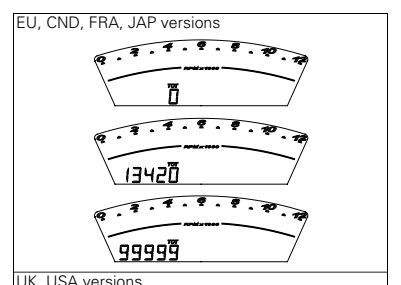 EU, CND, FRA, JAP versions
0 2 4 6 8 10 12
RPM x 1000
TOT
0
0 2 4 6 8 10 12
RPM x 1000
TOT
13420
0 2 4 6 8 10 12
RPM x 1000
TOT
99999
UK, USA versions